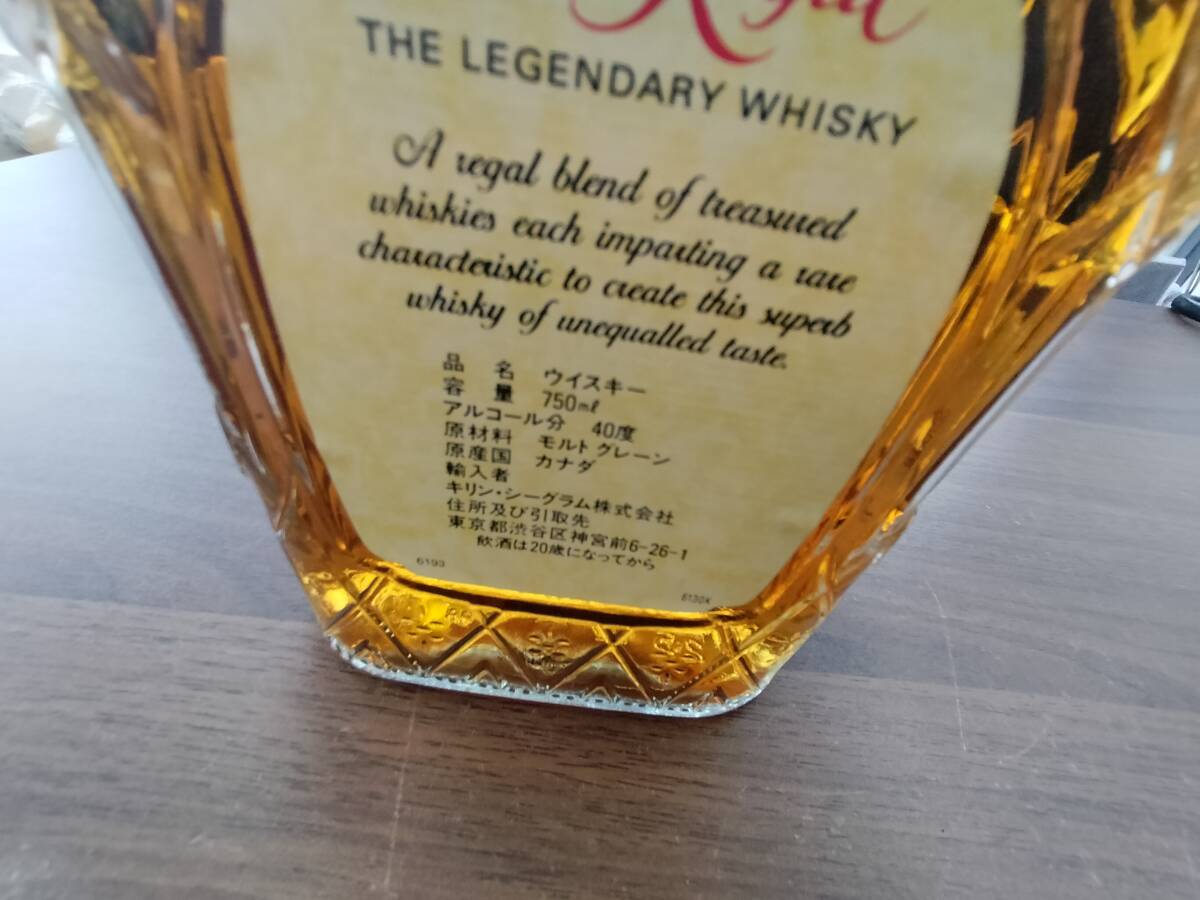 THE LEGENDARY WHISKY
A regal blend of treasured
whiskies each imparting a rare
characteristic to create this superb
whisky of unequalled taste.
品 名 ウイスキー
容 量 750mℓ
アルコール分 40度
原材料 モルト グレーン
原産国 カナダ
輸入者
キリン・シーグラム株式会社
住所及び引取先
東京都渋谷区神宮前6-26-1
飲酒は20歳になってから
6193
6130K